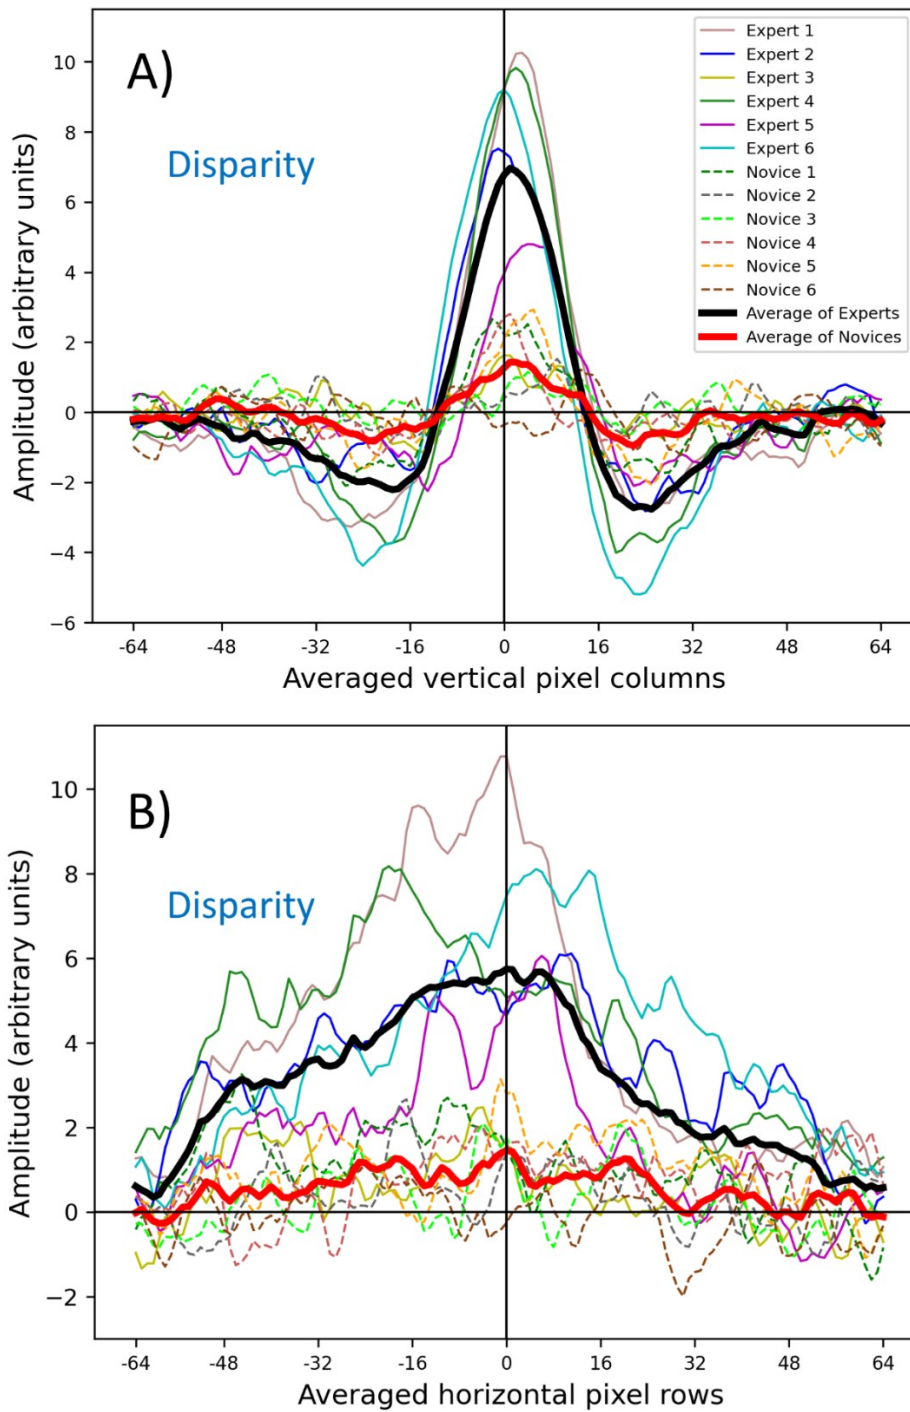 A)
Disparity
Amplitude (arbitrary units)
10
8
6
4
2
0
−2
−4
−6
-64 -48 -32 -16 0 16 32 48 64
Averaged vertical pixel columns
Expert 1
Expert 2
Expert 3
Expert 4
Expert 5
Expert 6
Novice 1
Novice 2
Novice 3
Novice 4
Novice 5
Novice 6
Average of Experts
Average of Novices
B)
Disparity
Amplitude (arbitrary units)
10
8
6
4
2
0
−2
-64 -48 -32 -16 0 16 32 48 64
Averaged horizontal pixel rows